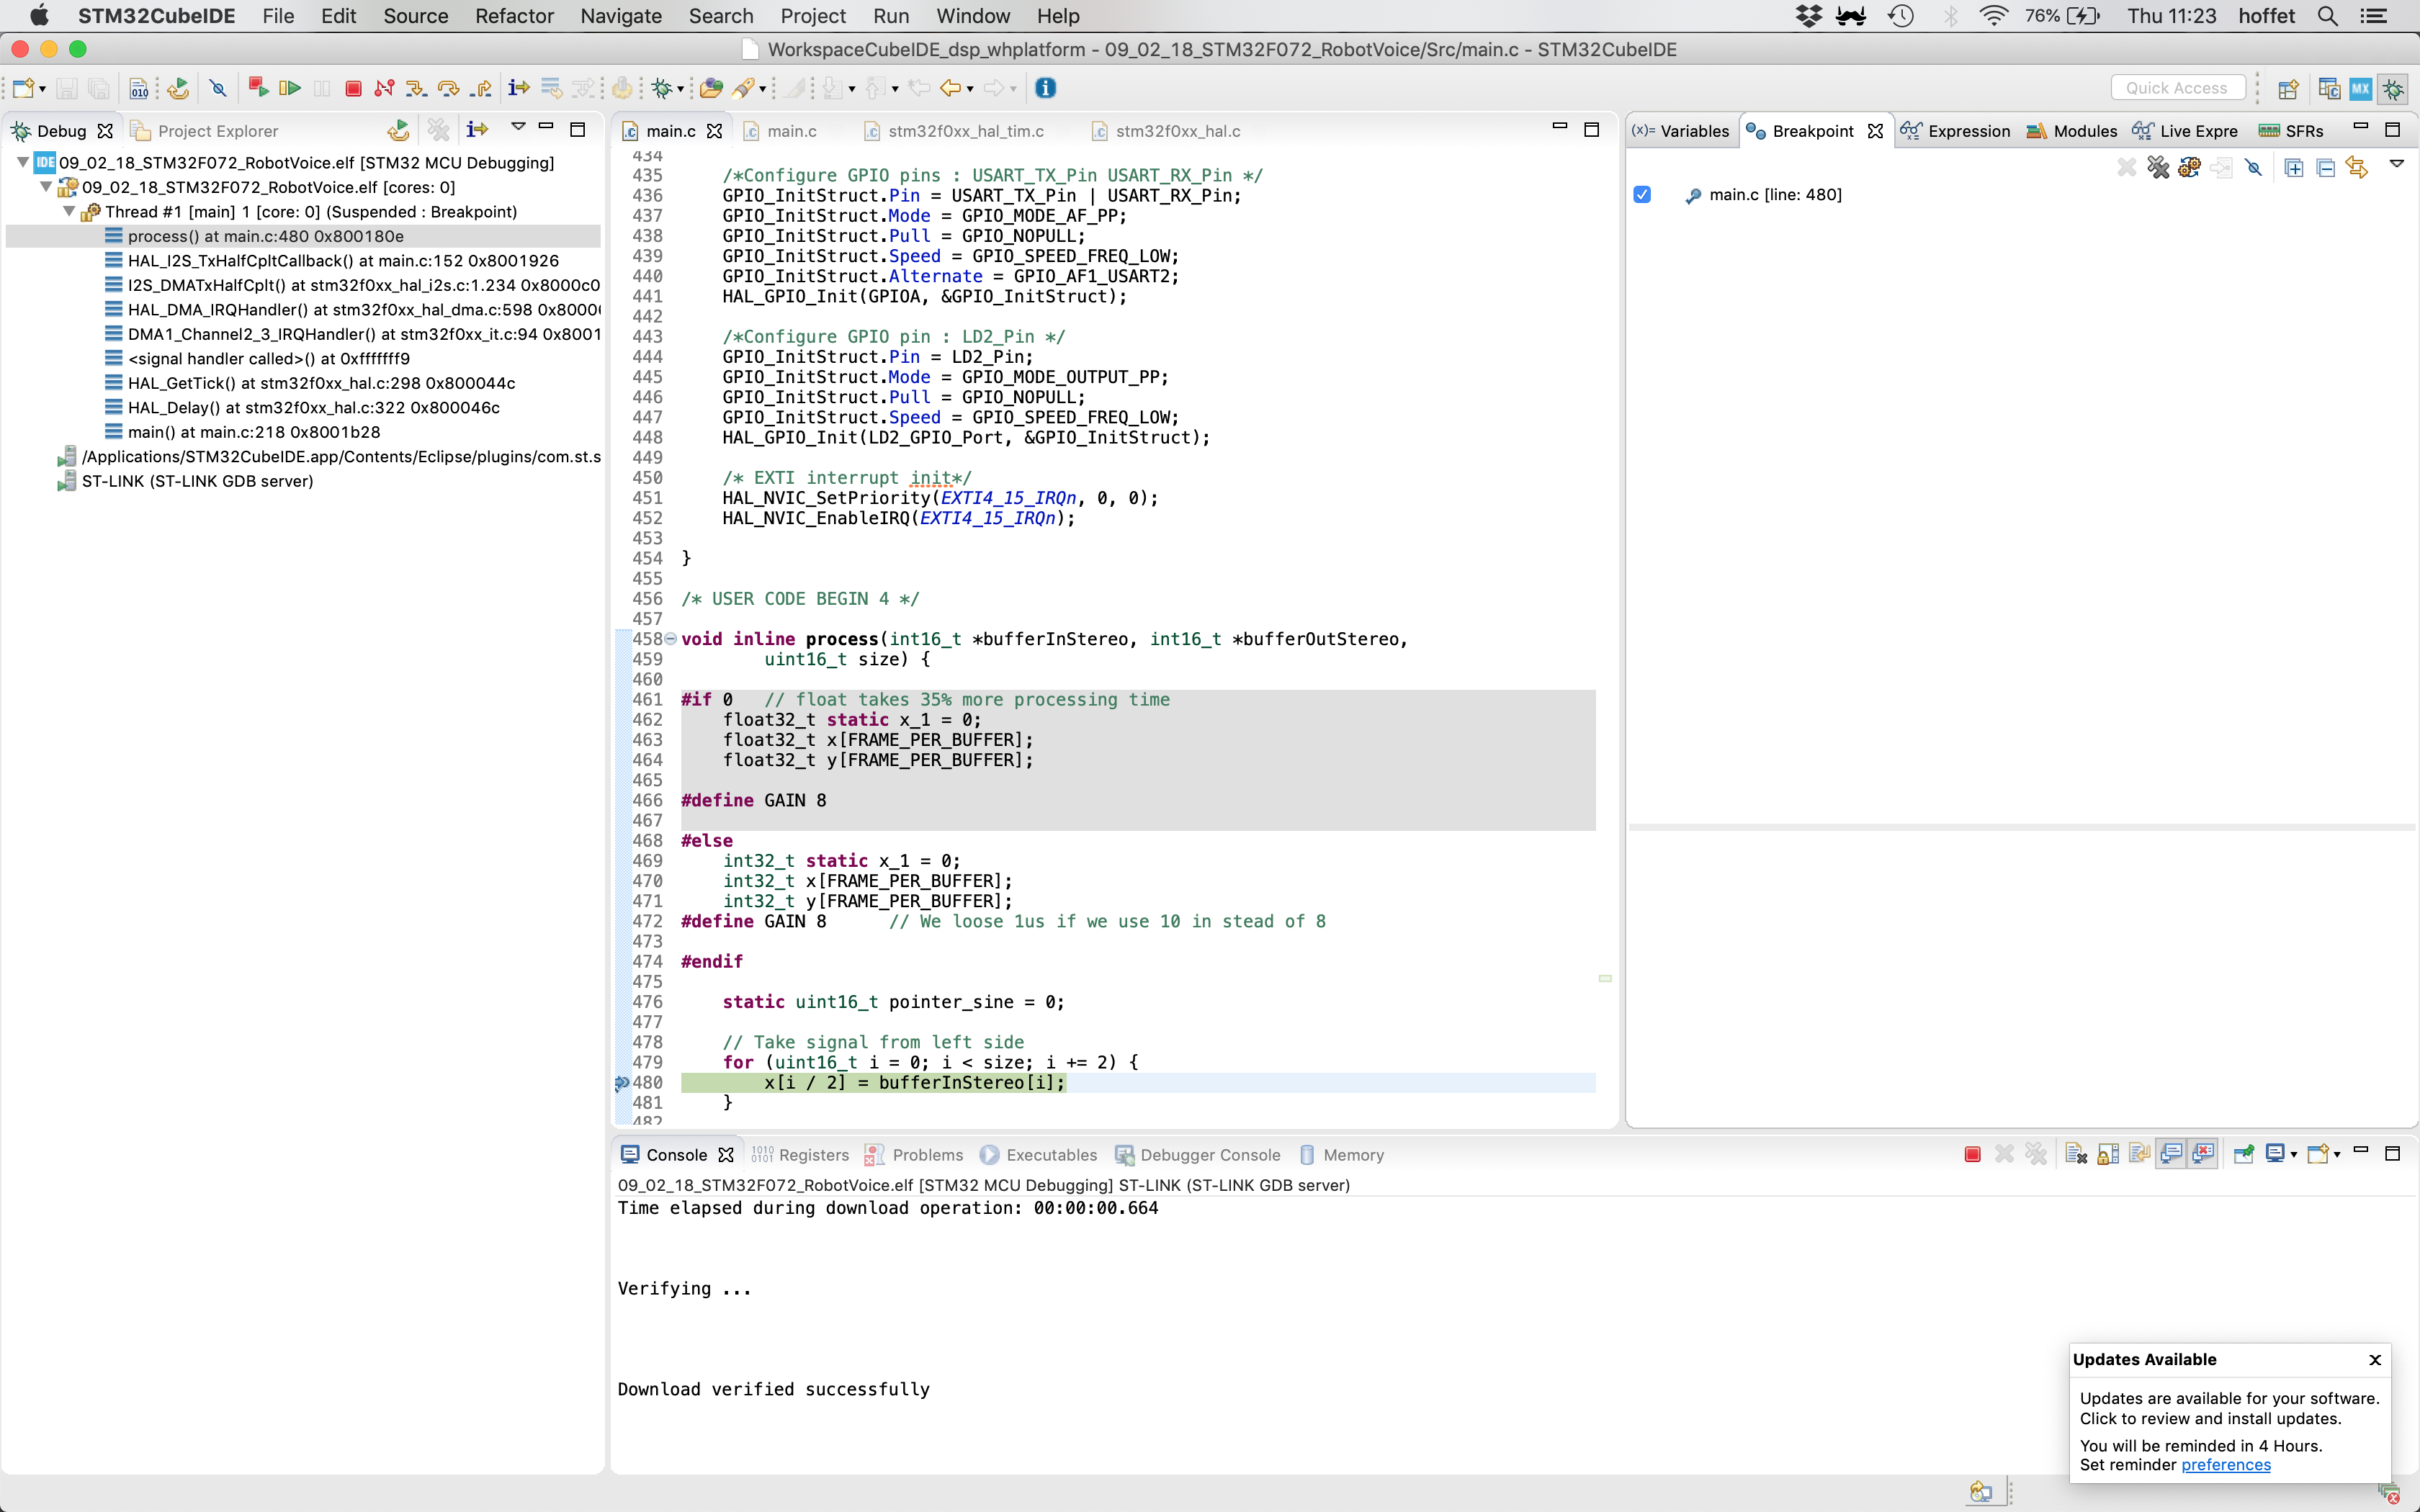 STM32CubeIDE File Edit Source Refactor Navigate Search Project Run Window Help 76% Thu 11:23 hoffet
WorkspaceCubeIDE_dsp_whplatform - 09_02_18_STM32F072_RobotVoice/Src/main.c - STM32CubeIDE
Quick Access
MX
Debug Project Explorer
IDE 09_02_18_STM32F072_RobotVoice.elf [STM32 MCU Debugging]
09_02_18_STM32F072_RobotVoice.elf [cores: 0]
Thread #1 [main] 1 [core: 0] (Suspended : Breakpoint)
process() at main.c:480 0x800180e
HAL_I2S_TxHalfCpltCallback() at main.c:152 0x8001926
I2S_DMATxHalfCplt() at stm32f0xx_hal_i2s.c:1.234 0x8000c0
HAL_DMA_IRQHandler() at stm32f0xx_hal_dma.c:598 0x8000
DMA1_Channel2_3_IRQHandler() at stm32f0xx_it.c:94 0x8001
<signal handler called>() at 0xfffffff9
HAL_GetTick() at stm32f0xx_hal.c:298 0x800044c
HAL_Delay() at stm32f0xx_hal.c:322 0x800046c
main() at main.c:218 0x8001b28
/Applications/STM32CubeIDE.app/Contents/Eclipse/plugins/com.st.s
ST-LINK (ST-LINK GDB server)
main.c main.c stm32f0xx_hal_tim.c stm32f0xx_hal.c
434
435 /*Configure GPIO pins : USART_TX_Pin USART_RX_Pin */
436 GPIO_InitStruct.Pin = USART_TX_Pin | USART_RX_Pin;
437 GPIO_InitStruct.Mode = GPIO_MODE_AF_PP;
438 GPIO_InitStruct.Pull = GPIO_NOPULL;
439 GPIO_InitStruct.Speed = GPIO_SPEED_FREQ_LOW;
440 GPIO_InitStruct.Alternate = GPIO_AF1_USART2;
441 HAL_GPIO_Init(GPIOA, &GPIO_InitStruct);
442
443 /*Configure GPIO pin : LD2_Pin */
444 GPIO_InitStruct.Pin = LD2_Pin;
445 GPIO_InitStruct.Mode = GPIO_MODE_OUTPUT_PP;
446 GPIO_InitStruct.Pull = GPIO_NOPULL;
447 GPIO_InitStruct.Speed = GPIO_SPEED_FREQ_LOW;
448 HAL_GPIO_Init(LD2_GPIO_Port, &GPIO_InitStruct);
449
450 /* EXTI interrupt init*/
451 HAL_NVIC_SetPriority(EXTI4_15_IRQn, 0, 0);
452 HAL_NVIC_EnableIRQ(EXTI4_15_IRQn);
453
454 }
455
456 /* USER CODE BEGIN 4 */
457
458 void inline process(int16_t *bufferInStereo, int16_t *bufferOutStereo,
459 uint16_t size) {
460
461 #if 0 // float takes 35% more processing time
462 float32_t static x_1 = 0;
463 float32_t x[FRAME_PER_BUFFER];
464 float32_t y[FRAME_PER_BUFFER];
465
466 #define GAIN 8
467
468 #else
469 int32_t static x_1 = 0;
470 int32_t x[FRAME_PER_BUFFER];
471 int32_t y[FRAME_PER_BUFFER];
472 #define GAIN 8 // We loose 1us if we use 10 in stead of 8
473
474 #endif
475
476 static uint16_t pointer_sine = 0;
477
478 // Take signal from left side
479 for (uint16_t i = 0; i < size; i += 2) {
480 x[i / 2] = bufferInStereo[i];
481 }
482
(x)= Variables Breakpoint Expression Modules Live Expre SFRs
main.c [line: 480]
Console Registers Problems Executables Debugger Console Memory
09_02_18_STM32F072_RobotVoice.elf [STM32 MCU Debugging] ST-LINK (ST-LINK GDB server)
Time elapsed during download operation: 00:00:00.664
Verifying ...
Download verified successfully
Updates Available x
Updates are available for your software.
Click to review and install updates.
You will be reminded in 4 Hours.
Set reminder preferences